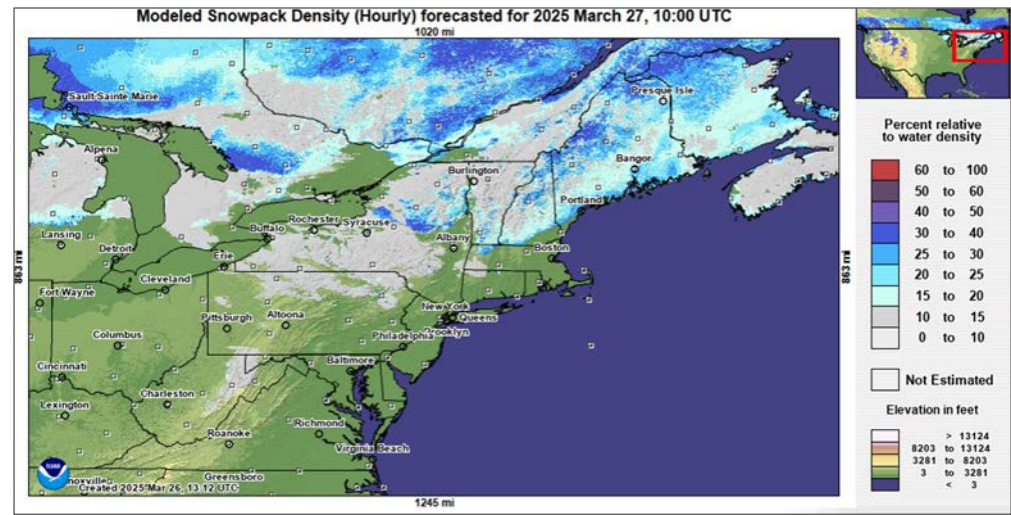 Modeled Snowpack Density (Hourly) forecasted for 2025 March 27, 10:00 UTC
1020 mi
Sault Sainte Marie
Presque Isle
Alpena
Bangor
Burlington
Portland
Rochester
Syracuse
Lansing
Buffalo
Albany
Boston
Detroit
Erie
863 mi
863 mi
Cleveland
Fort Wayne
New York
Pittsburgh
Altoona
Queens
Columbus
Philadelphia
Brooklyn
Baltimore
Cincinnati
Charleston
Lexington
Richmond
Roanoke
Virginia Beach
Greensboro
Created 2025 Mar 26, 13:12 UTC
1245 mi
Percent relative
to water density
60 to 100
50 to 60
40 to 50
30 to 40
25 to 30
20 to 25
15 to 20
10 to 15
0 to 10
Not Estimated
Elevation in feet
> 13124
8203 to 13124
3281 to 8203
3 to 3281
< 3